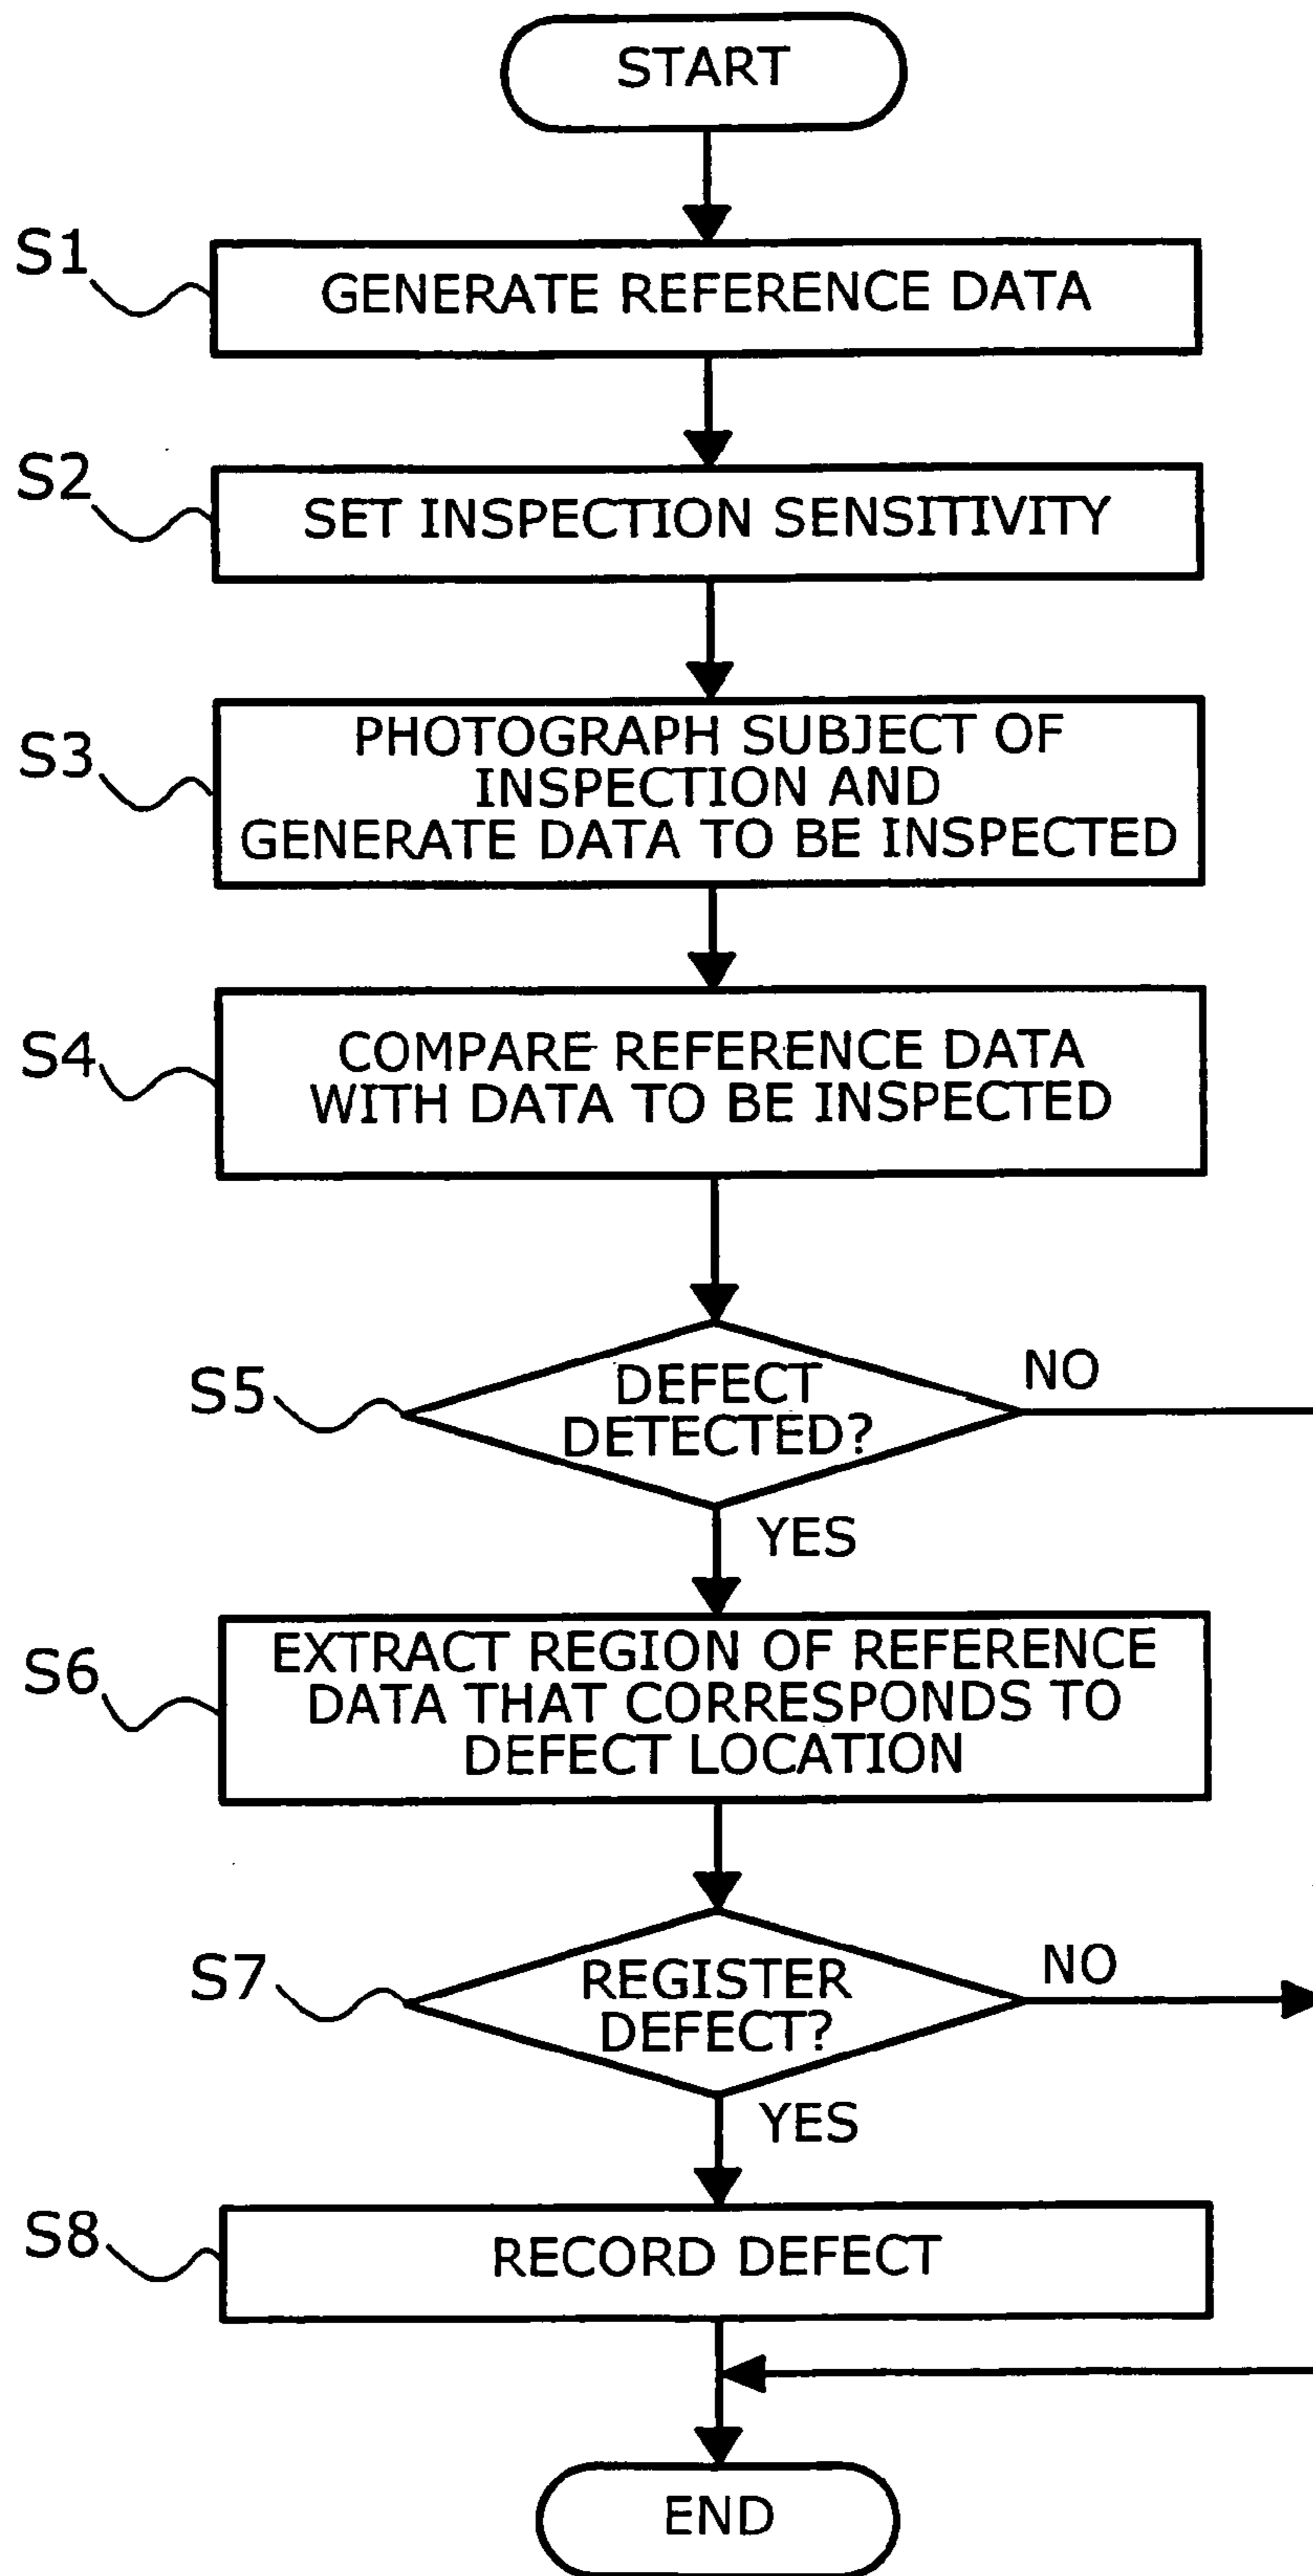 START
S1
GENERATE REFERENCE DATA
S2
SET INSPECTION SENSITIVITY
S3
PHOTOGRAPH SUBJECT OF
INSPECTION AND
GENERATE DATA TO BE INSPECTED
S4
COMPARE REFERENCE DATA
WITH DATA TO BE INSPECTED
S5
DEFECT
DETECTED?
NO
YES
S6
EXTRACT REGION OF REFERENCE
DATA THAT CORRESPONDS TO
DEFECT LOCATION
S7
REGISTER
DEFECT?
NO
YES
S8
RECORD DEFECT
END